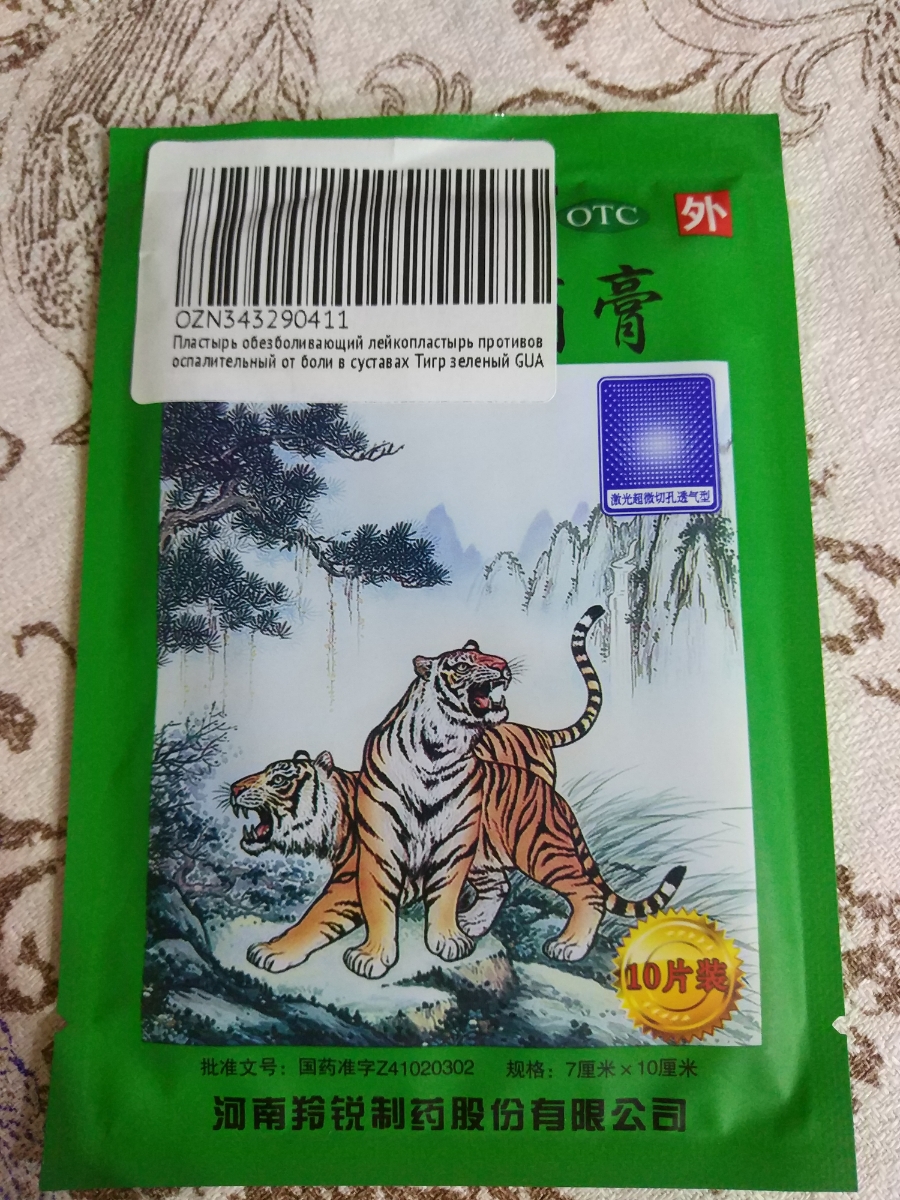 OTC
外
OZN343290411
Пластырь обезболивающий лейкопластырь противов
оспалительный от боли в суставах Тигр зеленый GUA
膏
激光超微切孔透气型
10片装
批准文号：国药准字Z41020302 规格：7厘米×10厘米
河南羚锐制药股份有限公司